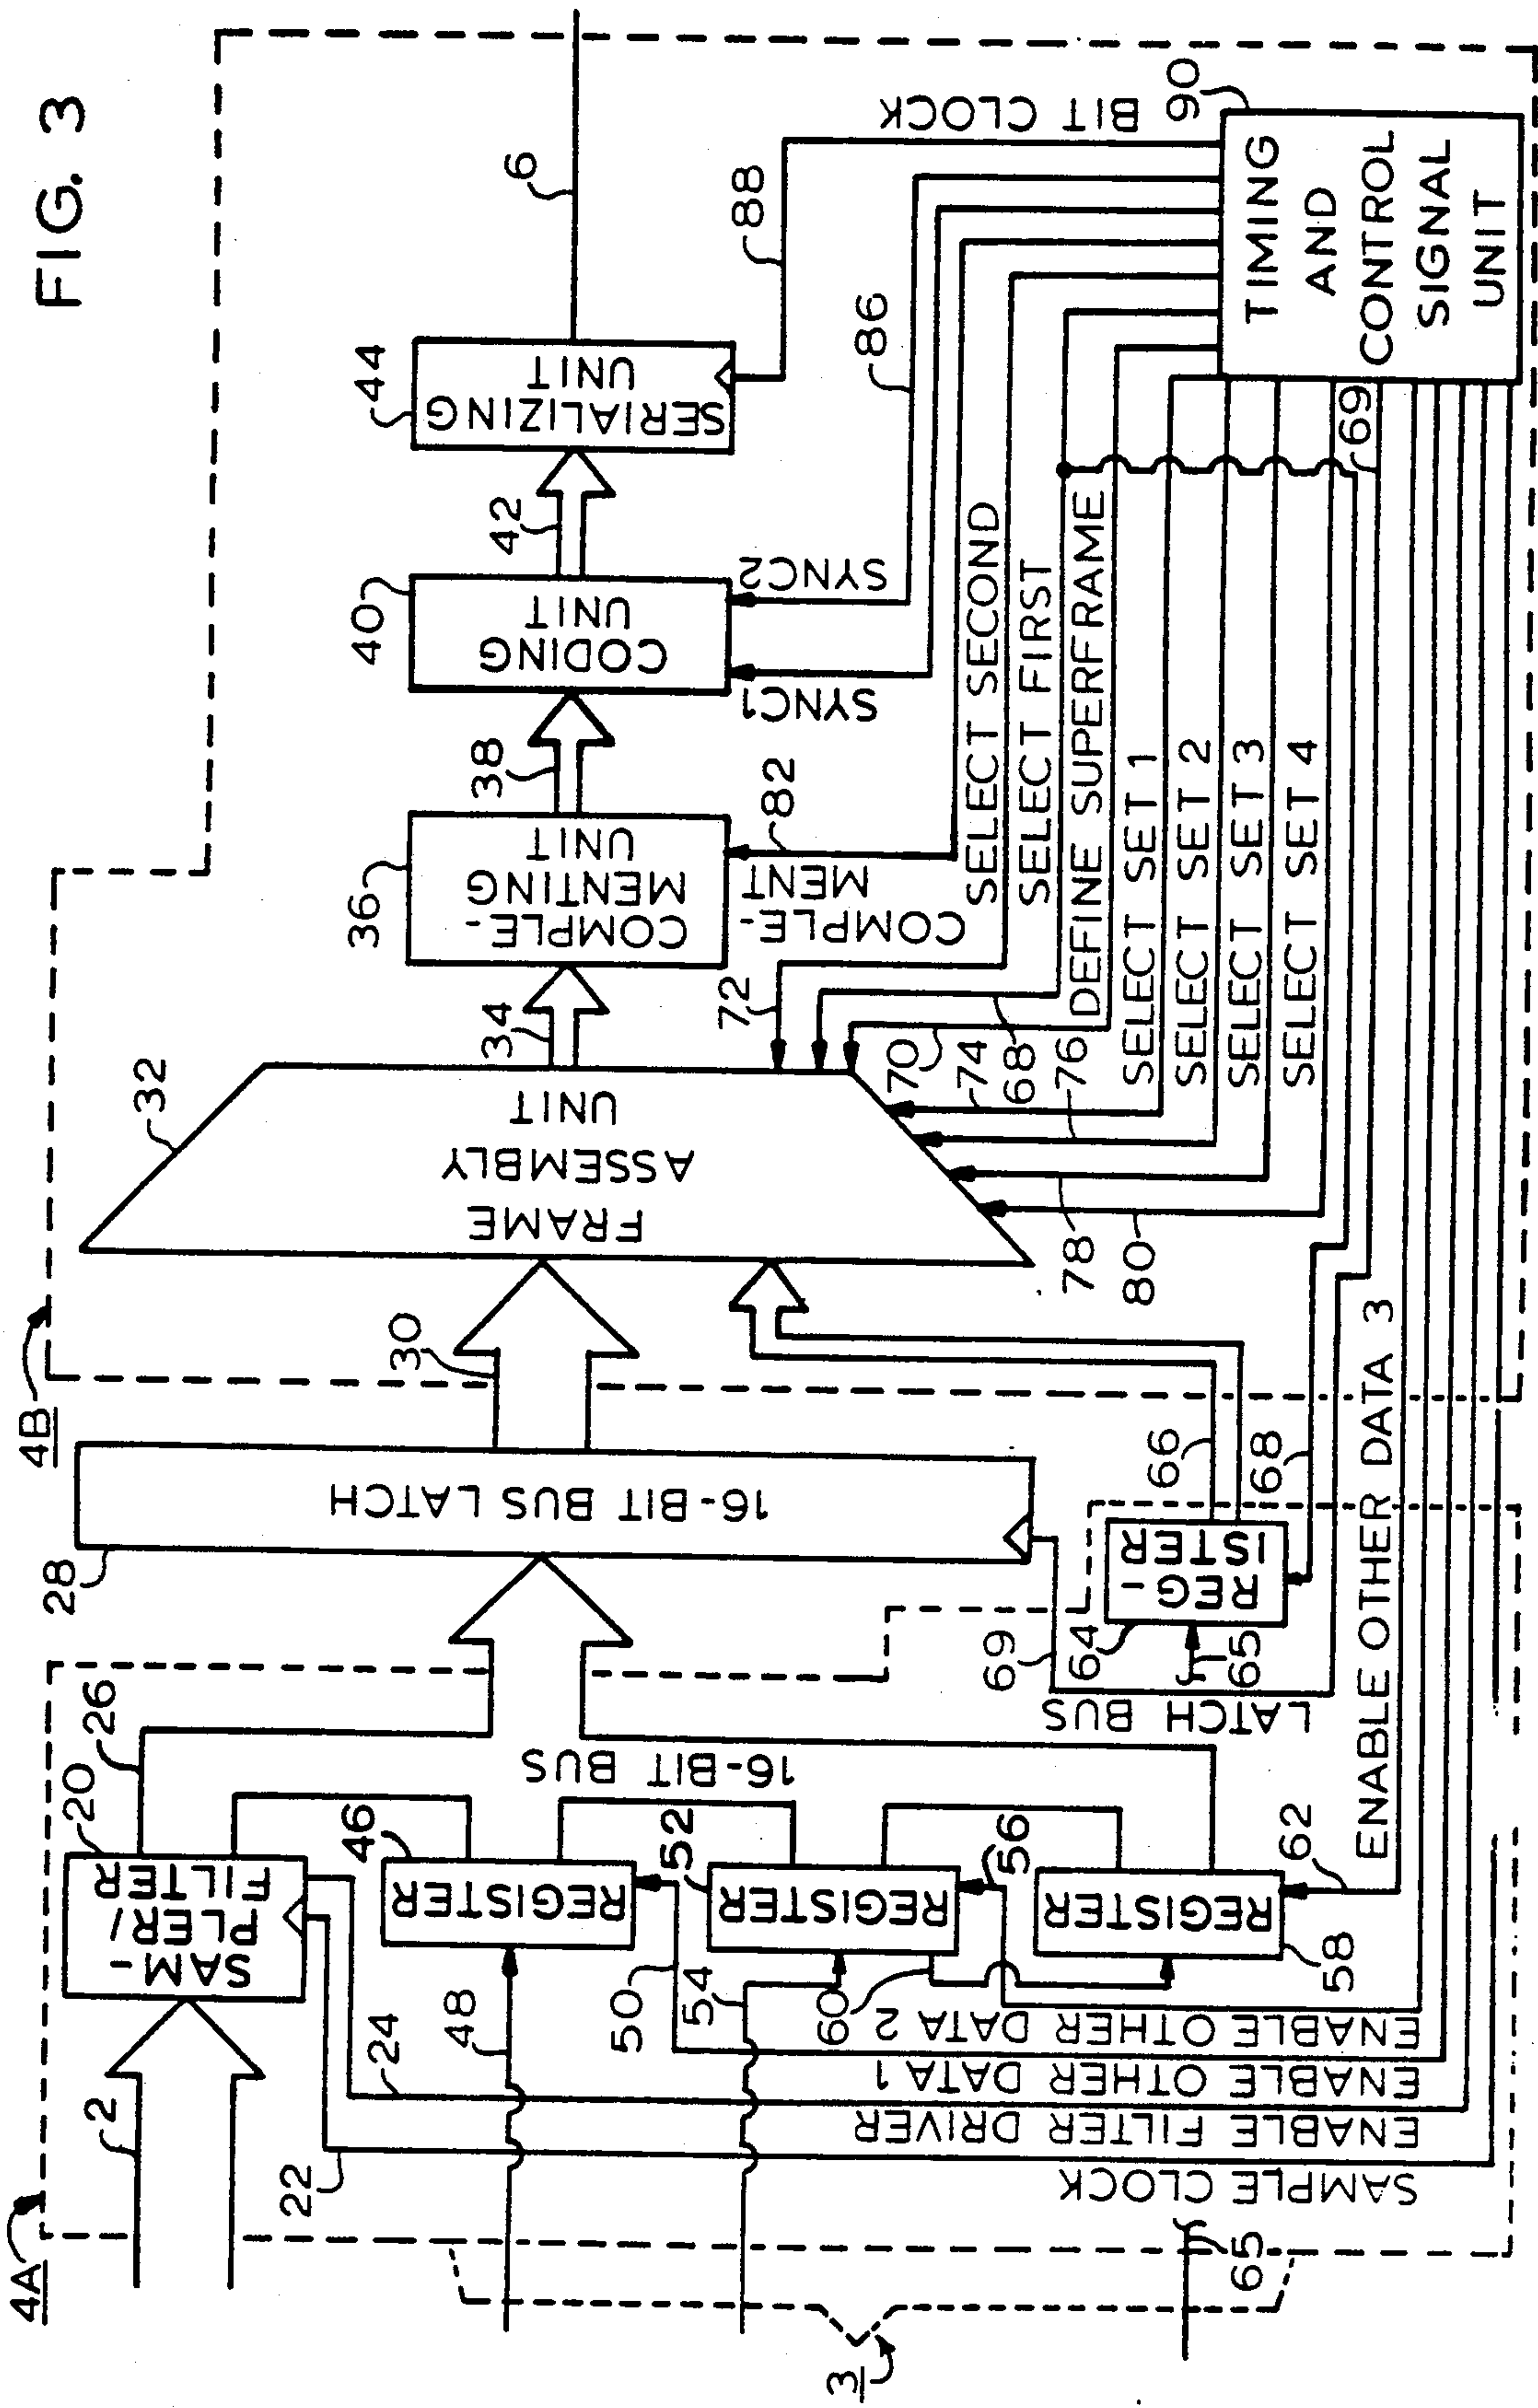 FIG. 3
4A
4B
2
20
SAM-
PLER/
FILTER
26
22
24
46
REGISTER
48
50
52
REGISTER
54
56
58
REGISTER
60
62
3
65
16-BIT BUS
28
16-BIT BUS LATCH
30
LATCH BUS
69
64
REG-
ISTER
65
66
68
SAMPLE CLOCK
ENABLE FILTER DRIVER
ENABLE OTHER DATA 1
ENABLE OTHER DATA 2
ENABLE OTHER DATA 3
32
FRAME
ASSEMBLY
UNIT
34
36
COMPLE-
MENTING
UNIT
38
40
CODING
UNIT
42
44
SERIALIZING
UNIT
6
COMPLE-
MENT
82
SYNC1
SYNC2
86
88
BIT CLOCK
72
SELECT SECOND
SELECT FIRST
68
DEFINE SUPERFRAME
70
74
SELECT SET 1
76
SELECT SET 2
78
SELECT SET 3
80
SELECT SET 4
69
90
TIMING
AND
CONTROL
SIGNAL
UNIT